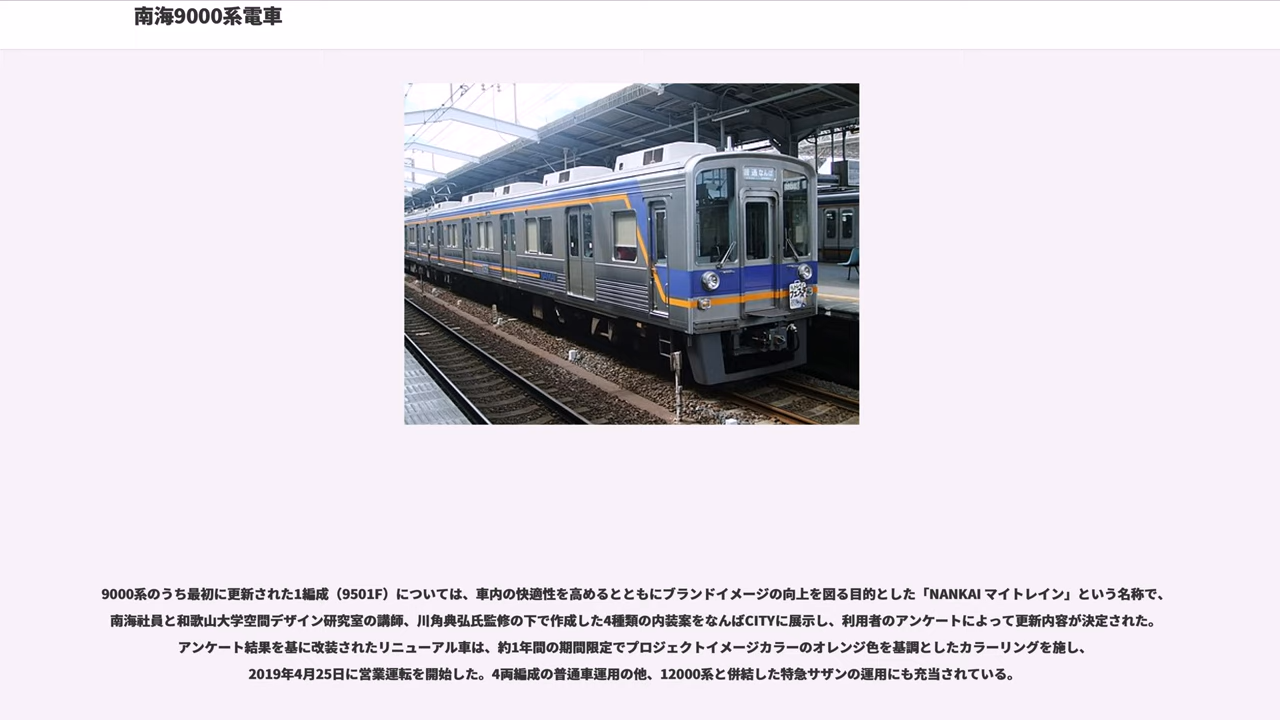 南海9000系電車
普通 なんば
9000系のうち最初に更新された1編成（9501F）については、車内の快適性を高めるとともにブランドイメージの向上を図る目的とした「NANKAI マイトレイン」という名称で、
南海社員と和歌山大学空間デザイン研究室の講師、川角典弘氏監修の下で作成した4種類の内装案をなんばCITYに展示し、利用者のアンケートによって更新内容が決定された。
アンケート結果を基に改装されたリニューアル車は、約1年間の期間限定でプロジェクトイメージカラーのオレンジ色を基調としたカラーリングを施し、
2019年4月25日に営業運転を開始した。4両編成の普通車運用の他、12000系と併結した特急サザンの運用にも充当されている。